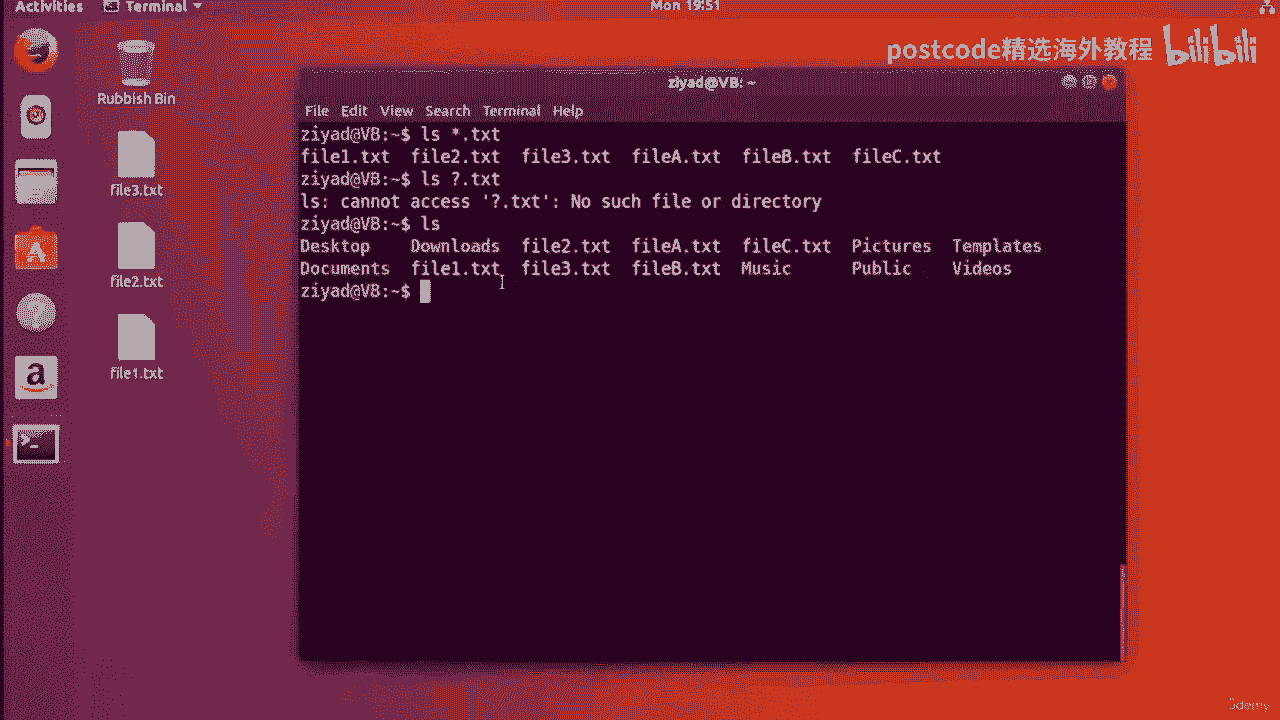 Activities Terminal Mon 19:51
postcode精选海外教程 bilibili
Rubbish Bin
file3.txt
file2.txt
file1.txt
ziyad@VB: ~
File Edit View Search Terminal Help
ziyad@VB:~$ ls *.txt
file1.txt file2.txt file3.txt fileA.txt fileB.txt fileC.txt
ziyad@VB:~$ ls ?.txt
ls: cannot access '?.txt': No such file or directory
ziyad@VB:~$ ls
Desktop Downloads file2.txt fileA.txt fileC.txt Pictures Templates
Documents file1.txt file3.txt fileB.txt Music Public Videos
ziyad@VB:~$
Udemy